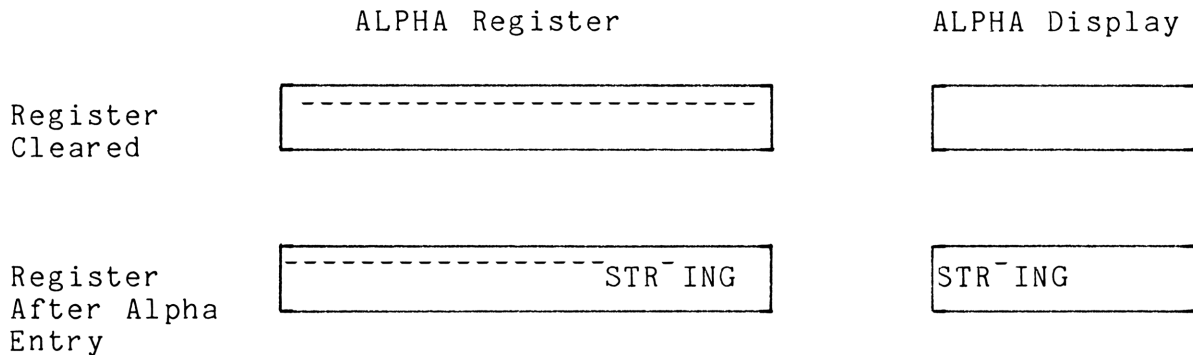 ALPHA Register ALPHA Display
Register
Cleared
------------------------
Register
After Alpha
Entry
-----------------STR‾ING STR‾ING